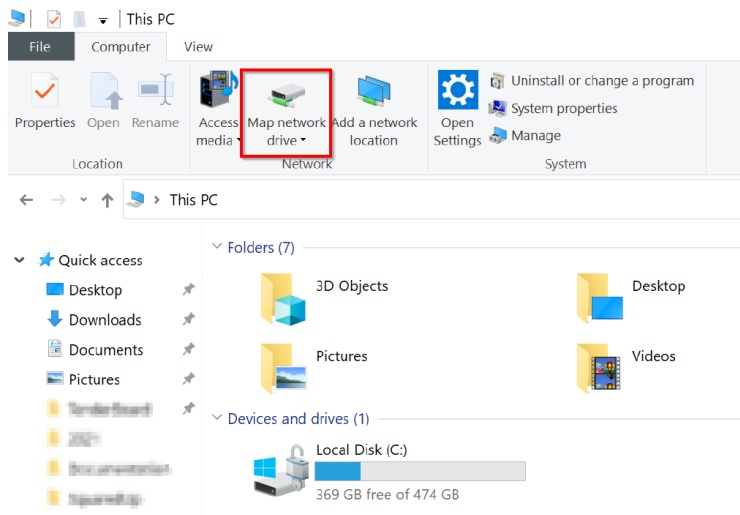 This PC
File Computer View
Properties Open Rename Access media Map network drive Add a network location Open Settings
Uninstall or change a program
System properties
Manage
Location Network System
This PC
Quick access
Desktop
Downloads
Documents
Pictures
Folders (7)
3D Objects Desktop
Pictures Videos
Devices and drives (1)
Local Disk (C:)
369 GB free of 474 GB